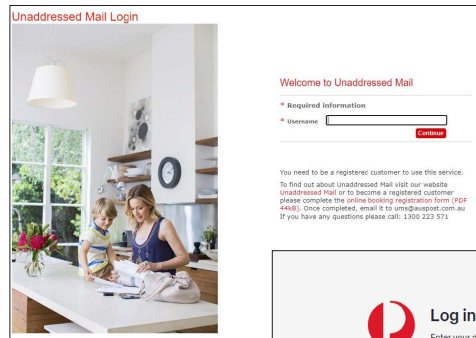 Unaddressed Mail Login
Welcome to Unaddressed Mail
* Required information
* Username
Continue
You need to be a registered customer to use this service.
To find out about Unaddressed Mail visit our website
Unaddressed Mail or to become a registered customer
please complete the online booking registration form (PDF
44kB). Once completed, email it to ums@auspost.com.au
If you have any questions please call: 1300 223 571
Log in
Enter your